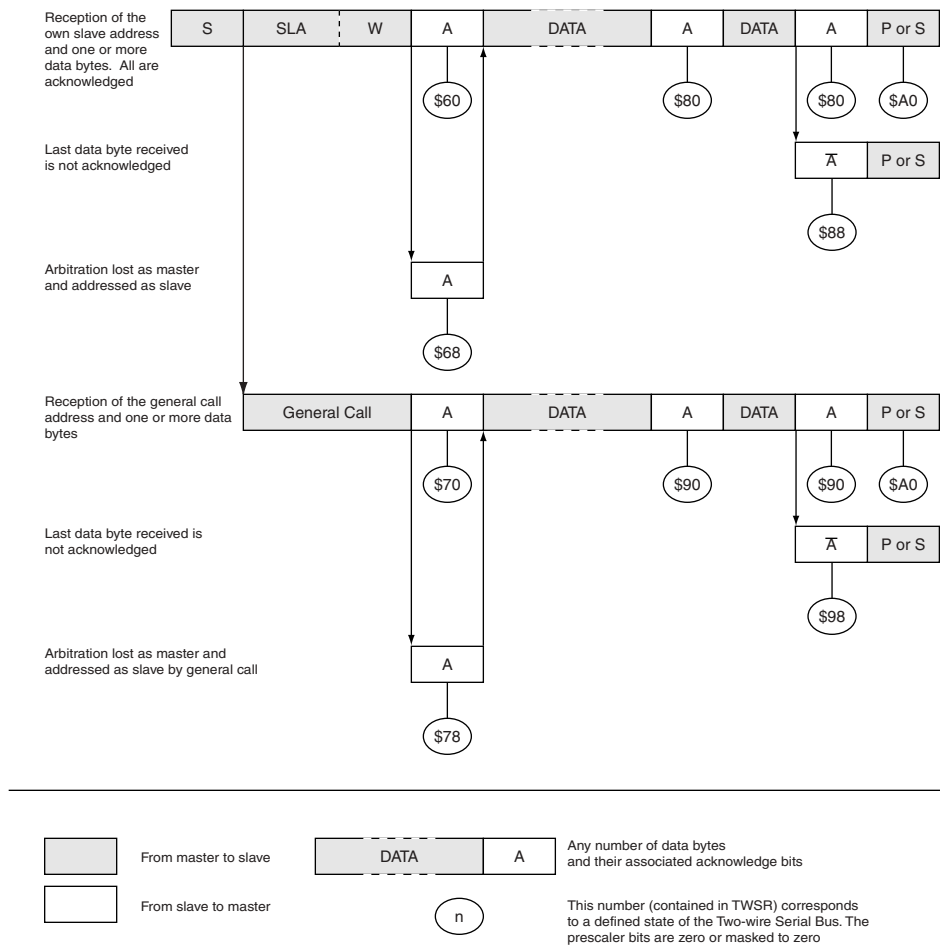 Reception of the
own slave address
and one or more
data bytes.  All are
acknowledged
S SLA W A DATA A DATA A P or S
$60 $80 $80 $A0
Last data byte received
is not acknowledged
A̅ P or S
$88
Arbitration lost as master
and addressed as slave
A
$68
Reception of the general call
address and one or more data
bytes
General Call A DATA A DATA A P or S
$70 $90 $90 $A0
Last data byte received is
not acknowledged
A̅ P or S
$98
Arbitration lost as master and
addressed as slave by general call
A
$78
From master to slave
DATA A
Any number of data bytes
and their associated acknowledge bits
From slave to master
n
This number (contained in TWSR) corresponds
to a defined state of the Two-wire Serial Bus. The
prescaler bits are zero or masked to zero